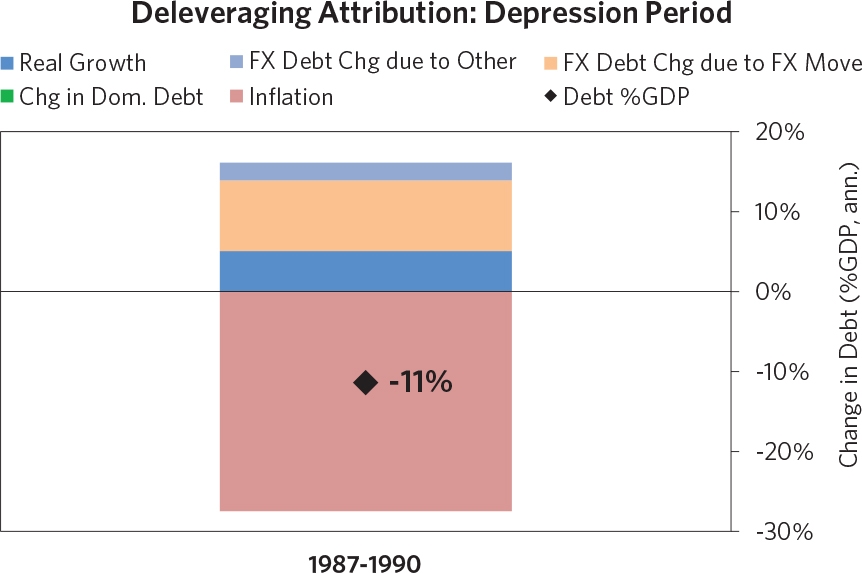 Deleveraging Attribution: Depression Period
Real Growth
FX Debt Chg due to Other
FX Debt Chg due to FX Move
Chg in Dom. Debt
Inflation
Debt %GDP
20%
10%
0%
-10%
-20%
-30%
Change in Debt (%GDP, ann.)
-11%
1987-1990